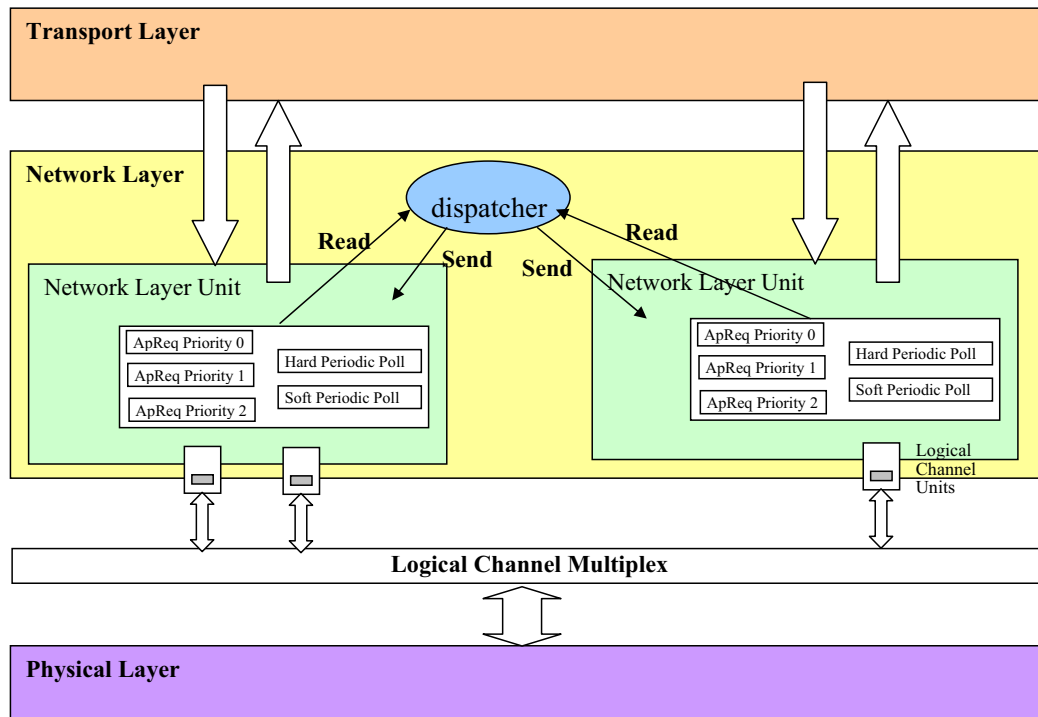 Transport Layer
Network Layer
dispatcher
Read
Send
Send
Read
Network Layer Unit
ApReq Priority 0
ApReq Priority 1
ApReq Priority 2
Hard Periodic Poll
Soft Periodic Poll
Network Layer Unit
ApReq Priority 0
ApReq Priority 1
ApReq Priority 2
Hard Periodic Poll
Soft Periodic Poll
Logical
Channel
Units
Logical Channel Multiplex
Physical Layer